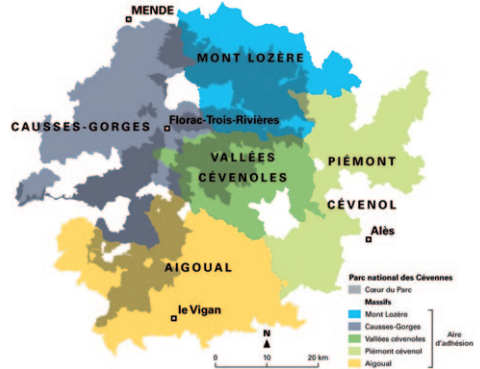 MENDE
MONT LOZÈRE
CAUSSES-GORGES
Florac-Trois-Rivières
VALLÉES
CÉVENOLES
PIÉMONT
CÉVENOL
Alès
AIGOUAL
le Vigan
N
0 10 20 km
Parc national des Cévennes
Cœur du Parc
Massifs
Mont Lozère
Causses-Gorges
Vallées cévenoles
Piémont cévenol
Aigoual
Aire
d'adhésion